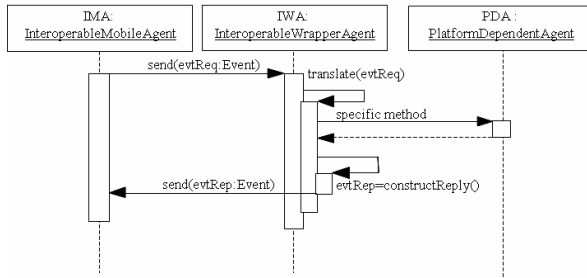 IMA:
InteroperableMobileAgent
IWA:
InteroperableWrapperAgent
PDA :
PlatformDependentAgent
send(evtReq:Event)
translate(evtReq)
specific method
send(evtRep:Event)
evtRep=constructReply()